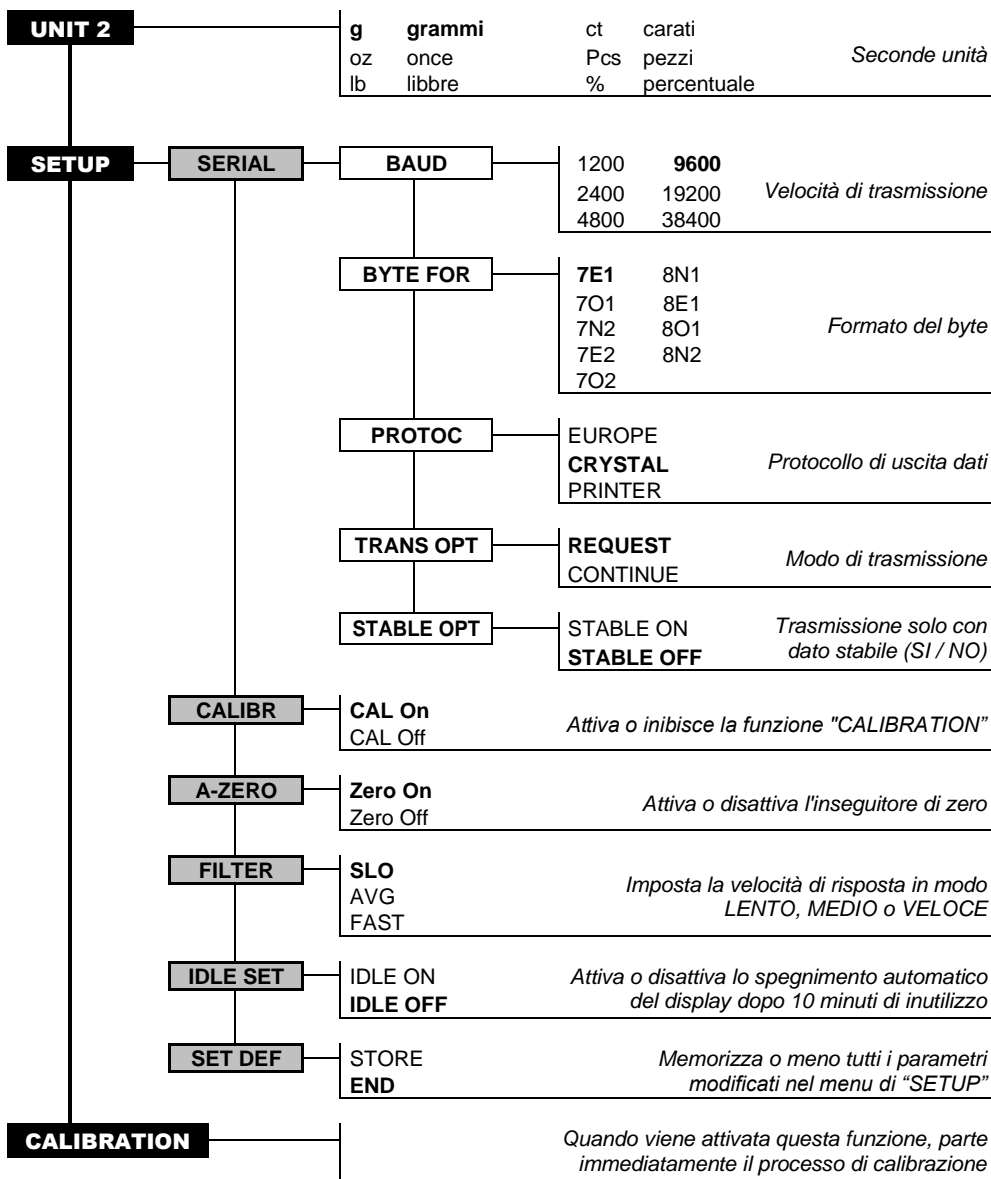 UNIT 2
g grammi ct carati
oz once Pcs pezzi
lb libbre % percentuale
Seconde unità
SETUP
SERIAL
BAUD
1200 9600
2400 19200
4800 38400
Velocità di trasmissione
BYTE FOR
7E1 8N1
7O1 8E1
7N2 8O1
7E2 8N2
7O2
Formato del byte
PROTOC
EUROPE
CRYSTAL
PRINTER
Protocollo di uscita dati
TRANS OPT
REQUEST
CONTINUE
Modo di trasmissione
STABLE OPT
STABLE ON
STABLE OFF
Trasmissione solo con
dato stabile (SI / NO)
CALIBR
CAL On
CAL Off
Attiva o inibisce la funzione "CALIBRATION”
A-ZERO
Zero On
Zero Off
Attiva o disattiva l'inseguitore di zero
FILTER
SLO
AVG
FAST
Imposta la velocità di risposta in modo
LENTO, MEDIO o VELOCE
IDLE SET
IDLE ON
IDLE OFF
Attiva o disattiva lo spegnimento automatico
del display dopo 10 minuti di inutilizzo
SET DEF
STORE
END
Memorizza o meno tutti i parametri
modificati nel menu di “SETUP”
CALIBRATION
Quando viene attivata questa funzione, parte
immediatamente il processo di calibrazione